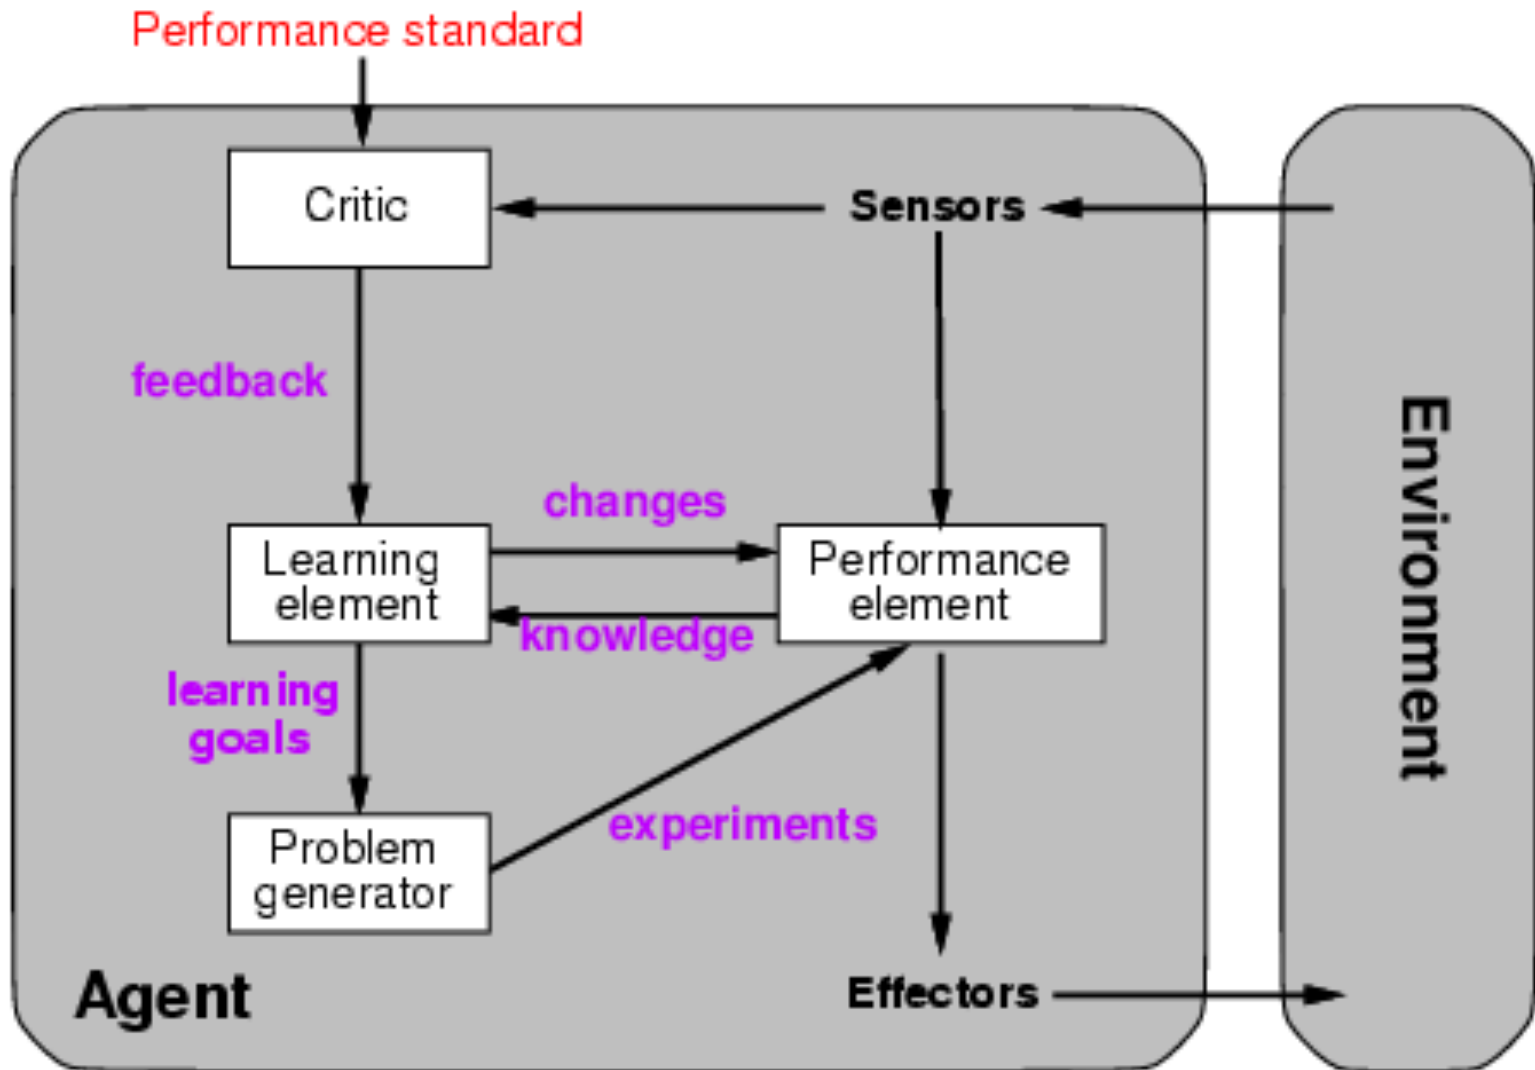 Performance standard
Critic
Sensors
feedback
changes
Learning
element
Performance
element
knowledge
learning
goals
experiments
Problem
generator
Agent
Effectors
Environment